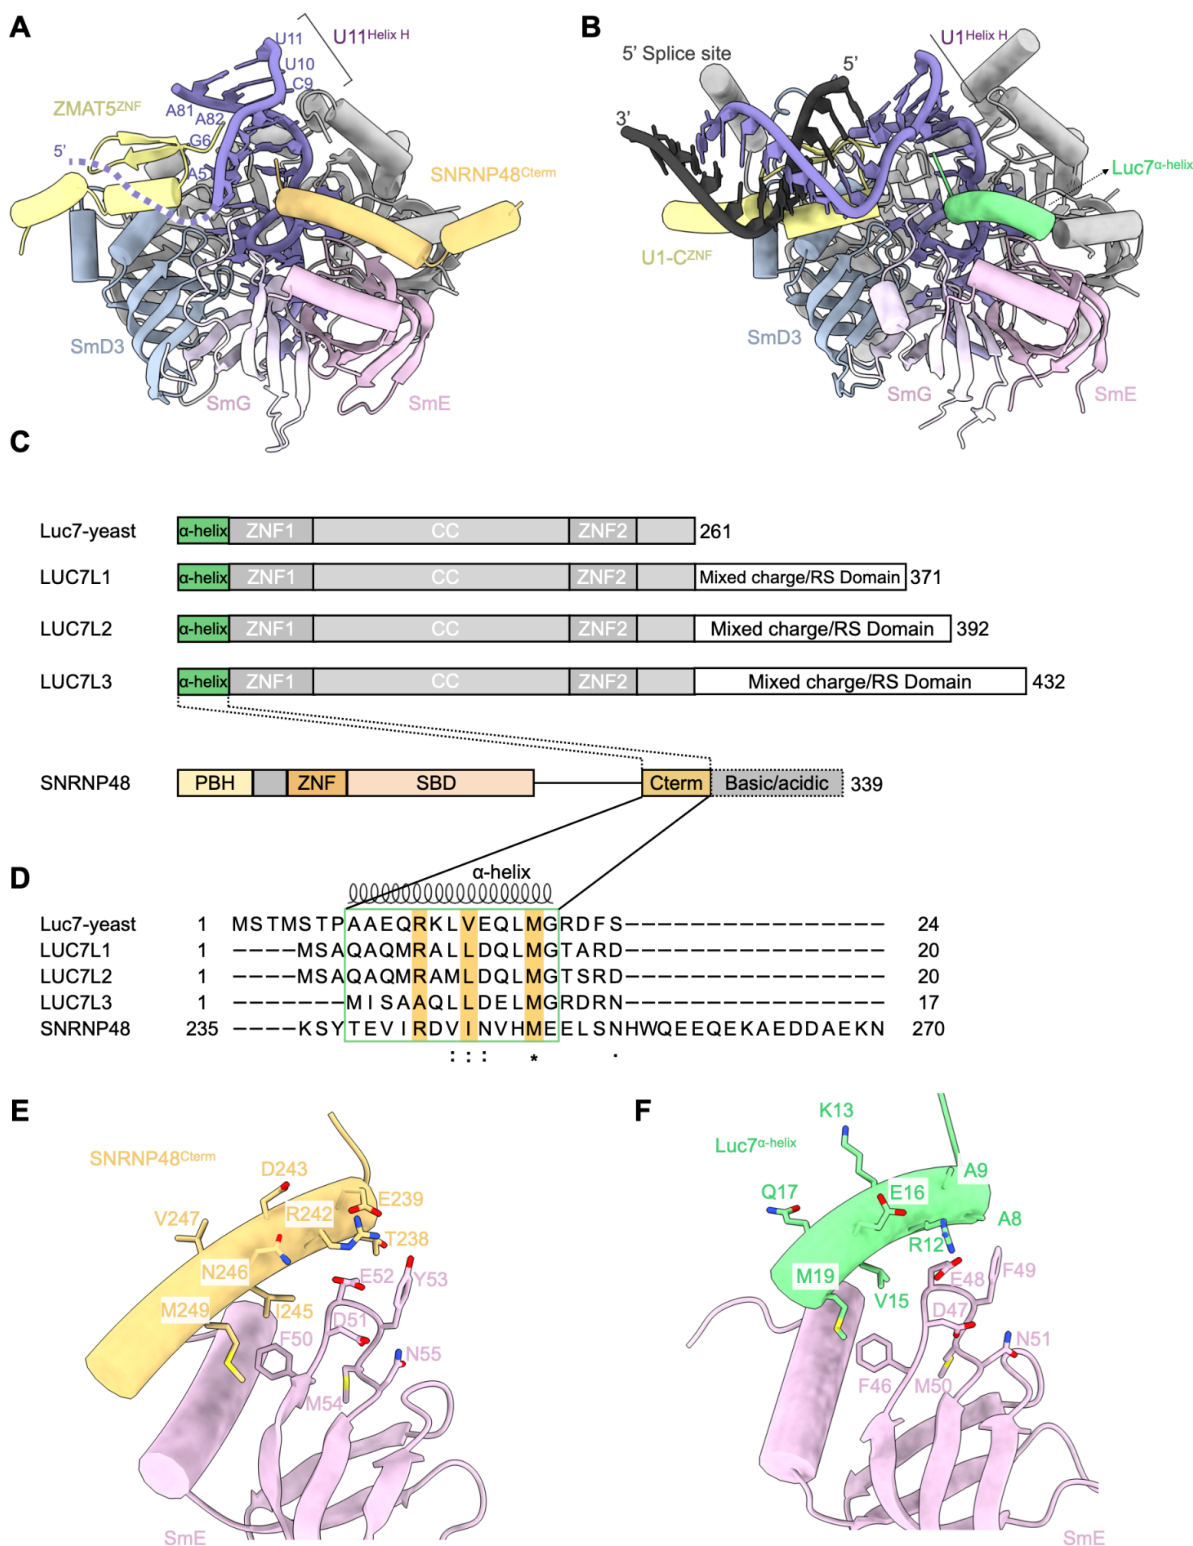 A
U11
U11Helix H
U10
C9
ZMAT5ZNF
A81
A82
G6
5'
A5
SNRNP48Cterm
SmD3
SmG
SmE
B
U1Helix H
5' Splice site
5'
3'
Luc7α-helix
U1-CZNF
SmD3
SmG
SmE
C
Luc7-yeast α-helix ZNF1 CC ZNF2 261
LUC7L1 α-helix ZNF1 CC ZNF2 Mixed charge/RS Domain 371
LUC7L2 α-helix ZNF1 CC ZNF2 Mixed charge/RS Domain 392
LUC7L3 α-helix ZNF1 CC ZNF2 Mixed charge/RS Domain 432
SNRNP48 PBH ZNF SBD Cterm Basic/acidic 339
D
α-helix
Luc7-yeast 1 MSTMSTPAAEQRKLVEQLMGRDFS–––––––––––––––– 24
LUC7L1 1 ––––MSAQAQMRALLDQLMGTARD–––––––––––––––– 20
LUC7L2 1 ––––MSAQAQMRAMLDQLMGTSRD–––––––––––––––– 20
LUC7L3 1 –––––––MISAAQLLDELMGRDRN–––––––––––––––– 17
SNRNP48 235 ––––KSYTEVIRDVINVHMEELSNHWQEEQEKAEDDAEKN 270
: : : * .
E
SNRNP48Cterm
D243
E239
R242
V247
T238
N246
E52
Y53
M249
I245
D51
F50
N55
M54
SmE
F
K13
Luc7α-helix
A9
Q17
E16
A8
R12
M19
E48
F49
V15
D47
N51
F46
M50
SmE